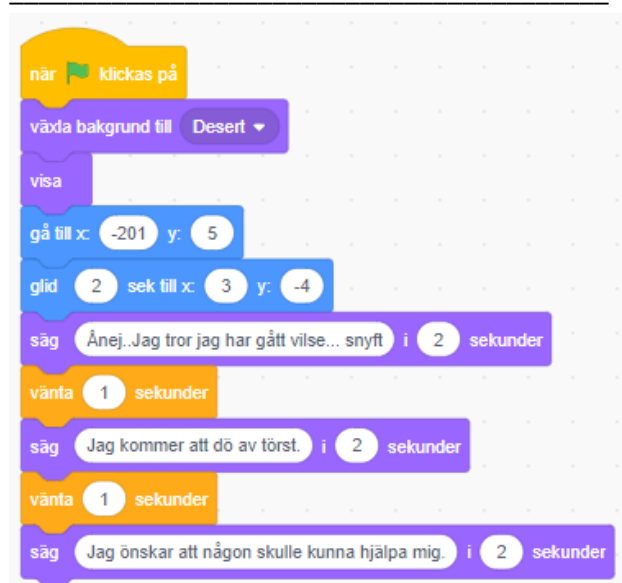 när klickas på
växla bakgrund till Desert
visa
gå till x: -201 y: 5
glid 2 sek till x: 3 y: -4
säg Ånej..Jag tror jag har gått vilse... snyft i 2 sekunder
vänta 1 sekunder
säg Jag kommer att dö av törst. i 2 sekunder
vänta 1 sekunder
säg Jag önskar att någon skulle kunna hjälpa mig. i 2 sekunder